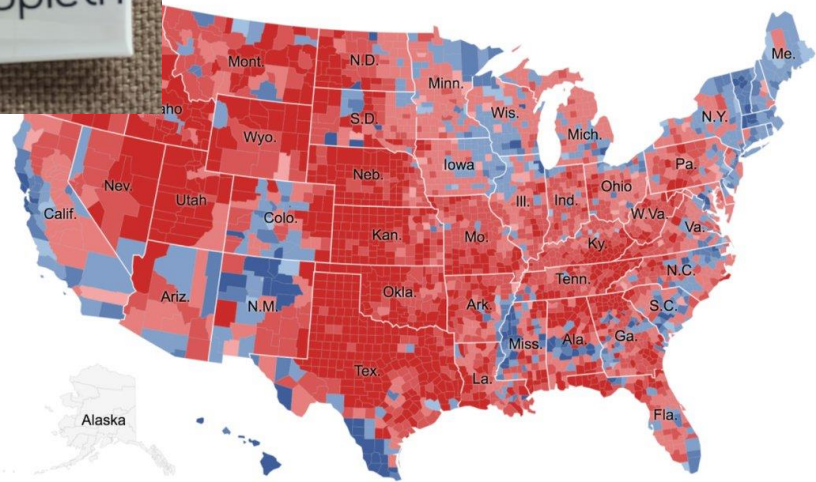 Mont.
N.D.
Minn.
Me.
aho
S.D.
Wis.
N.Y.
Wyo.
Mich.
Iowa
Pa.
Neb.
Nev.
Utah
Ill.
Ind.
Ohio
Calif.
Colo.
W.Va.
Va.
Kan.
Mo.
Ky.
N.C.
Tenn.
Ariz.
N.M.
Okla.
Ark.
S.C.
Miss.
Ala.
Ga.
Tex.
La.
Fla.
Alaska